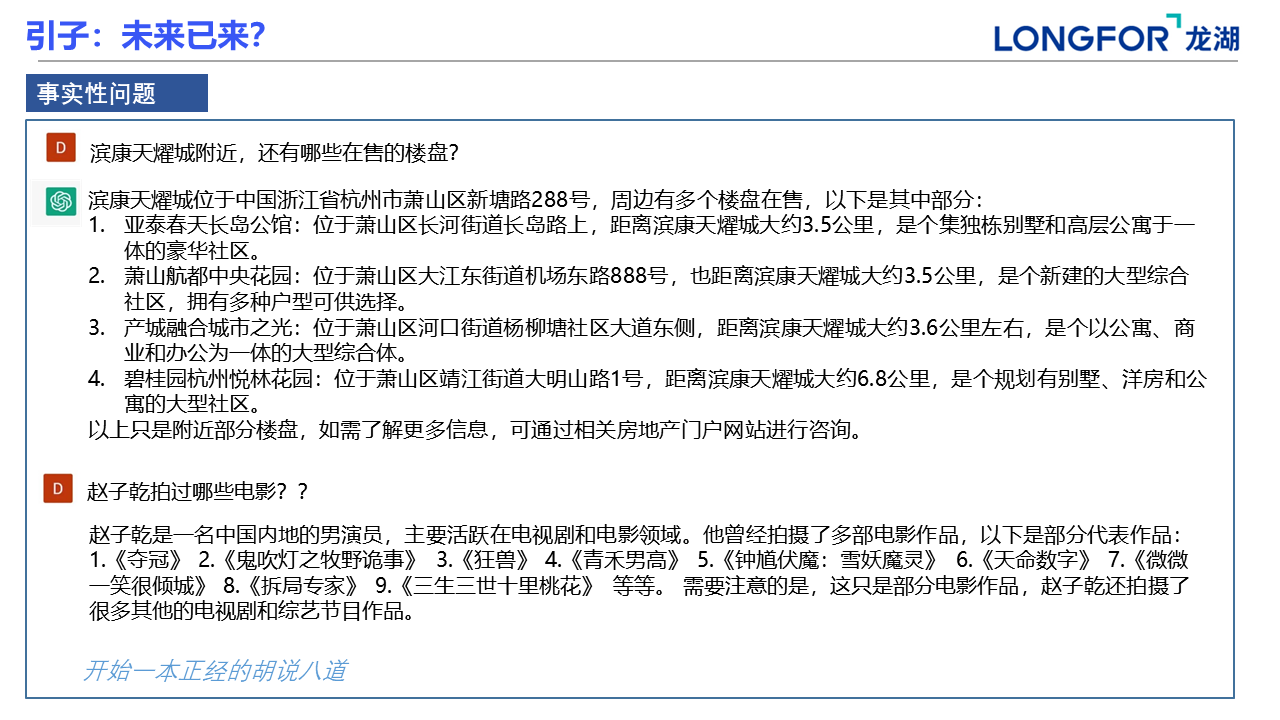 引子：未来已来？
LONGFOR 龙湖
事实性问题
D
滨康天耀城附近，还有哪些在售的楼盘？
滨康天耀城位于中国浙江省杭州市萧山区新塘路288号，周边有多个楼盘在售，以下是其中部分：
1. 亚泰春天长岛公馆：位于萧山区长河街道长岛路上，距离滨康天耀城大约3.5公里，是个集独栋别墅和高层公寓于一
体的豪华社区。
2. 萧山航都中央花园：位于萧山区大江东街道机场东路888号，也距离滨康天耀城大约3.5公里，是个新建的大型综合
社区，拥有多种户型可供选择。
3. 产城融合城市之光：位于萧山区河口街道杨柳塘社区大道东侧，距离滨康天耀城大约3.6公里左右，是个以公寓、商
业和办公为一体的大型综合体。
4. 碧桂园杭州悦林花园：位于萧山区靖江街道大明山路1号，距离滨康天耀城大约6.8公里，是个规划有别墅、洋房和公
寓的大型社区。
以上只是附近部分楼盘，如需了解更多信息，可通过相关房地产门户网站进行咨询。
D
赵子乾拍过哪些电影？？
赵子乾是一名中国内地的男演员，主要活跃在电视剧和电影领域。他曾经拍摄了多部电影作品，以下是部分代表作品：
1.《夺冠》 2.《鬼吹灯之牧野诡事》 3.《狂兽》 4.《青禾男高》 5.《钟馗伏魔：雪妖魔灵》 6.《天命数字》 7.《微微
一笑很倾城》 8.《拆局专家》 9.《三生三世十里桃花》 等等。 需要注意的是，这只是部分电影作品，赵子乾还拍摄了
很多其他的电视剧和综艺节目作品。
开始一本正经的胡说八道